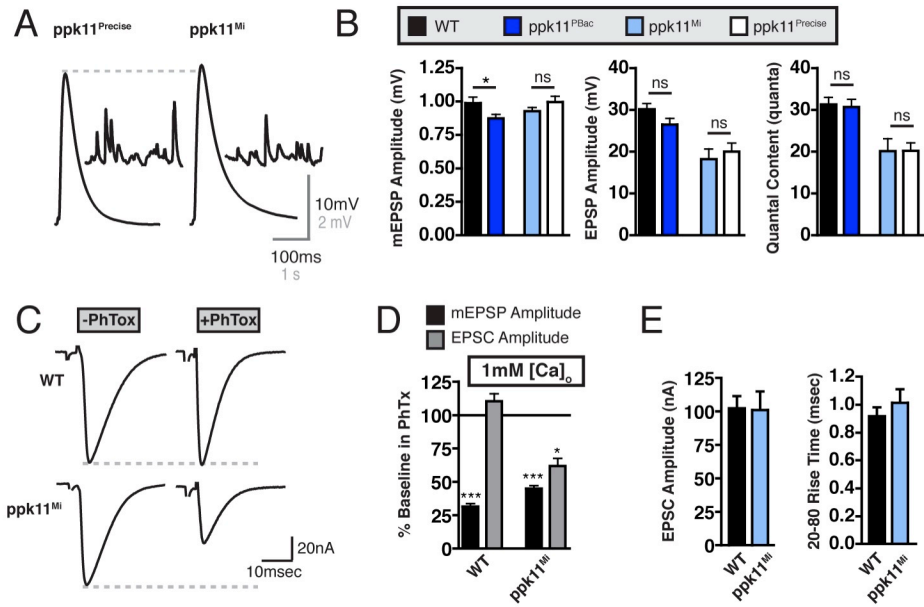 A
ppk11Precise
ppk11Mi
10mV
2 mV
100ms
1 s
B
WT
ppk11PBac
ppk11Mi
ppk11Precise
mEPSP Amplitude (mV)
1.25
1.00
0.75
0.50
0.25
0.00
*
ns
EPSP Amplitude (mV)
40
30
20
10
0
ns
ns
Quantal Content (quanta)
40
30
20
10
0
ns
ns
C
-PhTox
+PhTox
WT
ppk11Mi
20nA
10msec
D
mEPSP Amplitude
EPSC Amplitude
1mM [Ca]o
% Baseline in PhTx
125
100
75
50
25
0
***
***
*
WT
ppk11Mi
E
EPSC Amplitude (nA)
125
100
75
50
25
0
WT
ppk11Mi
20-80 Rise Time (msec)
1.2
1.0
0.8
0.6
0.4
0.2
0.0
WT
ppk11Mi